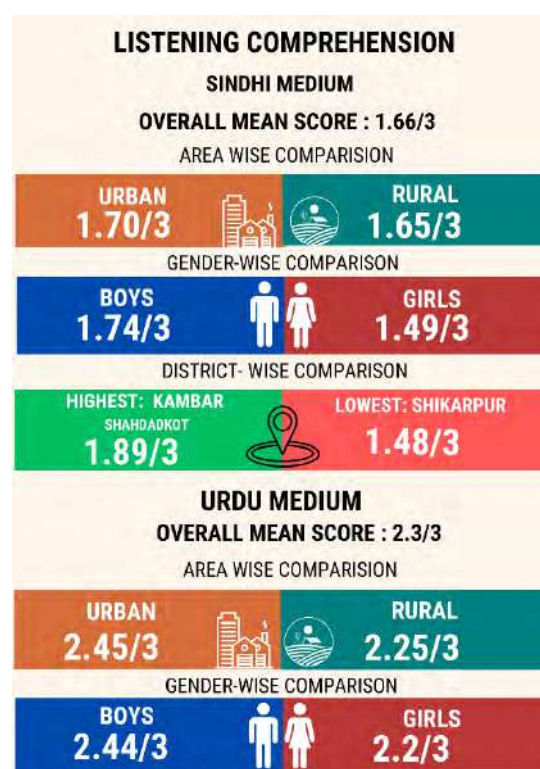 LISTENING COMPREHENSION
SINDHI MEDIUM
OVERALL MEAN SCORE : 1.66/3
AREA WISE COMPARISION
URBAN
1.70/3
RURAL
1.65/3
GENDER-WISE COMPARISON
BOYS
1.74/3
GIRLS
1.49/3
DISTRICT- WISE COMPARISON
HIGHEST: KAMBAR
SHAHDADKOT
1.89/3
LOWEST: SHIKARPUR
1.48/3
URDU MEDIUM
OVERALL MEAN SCORE : 2.3/3
AREA WISE COMPARISION
URBAN
2.45/3
RURAL
2.25/3
GENDER-WISE COMPARISON
BOYS
2.44/3
GIRLS
2.2/3